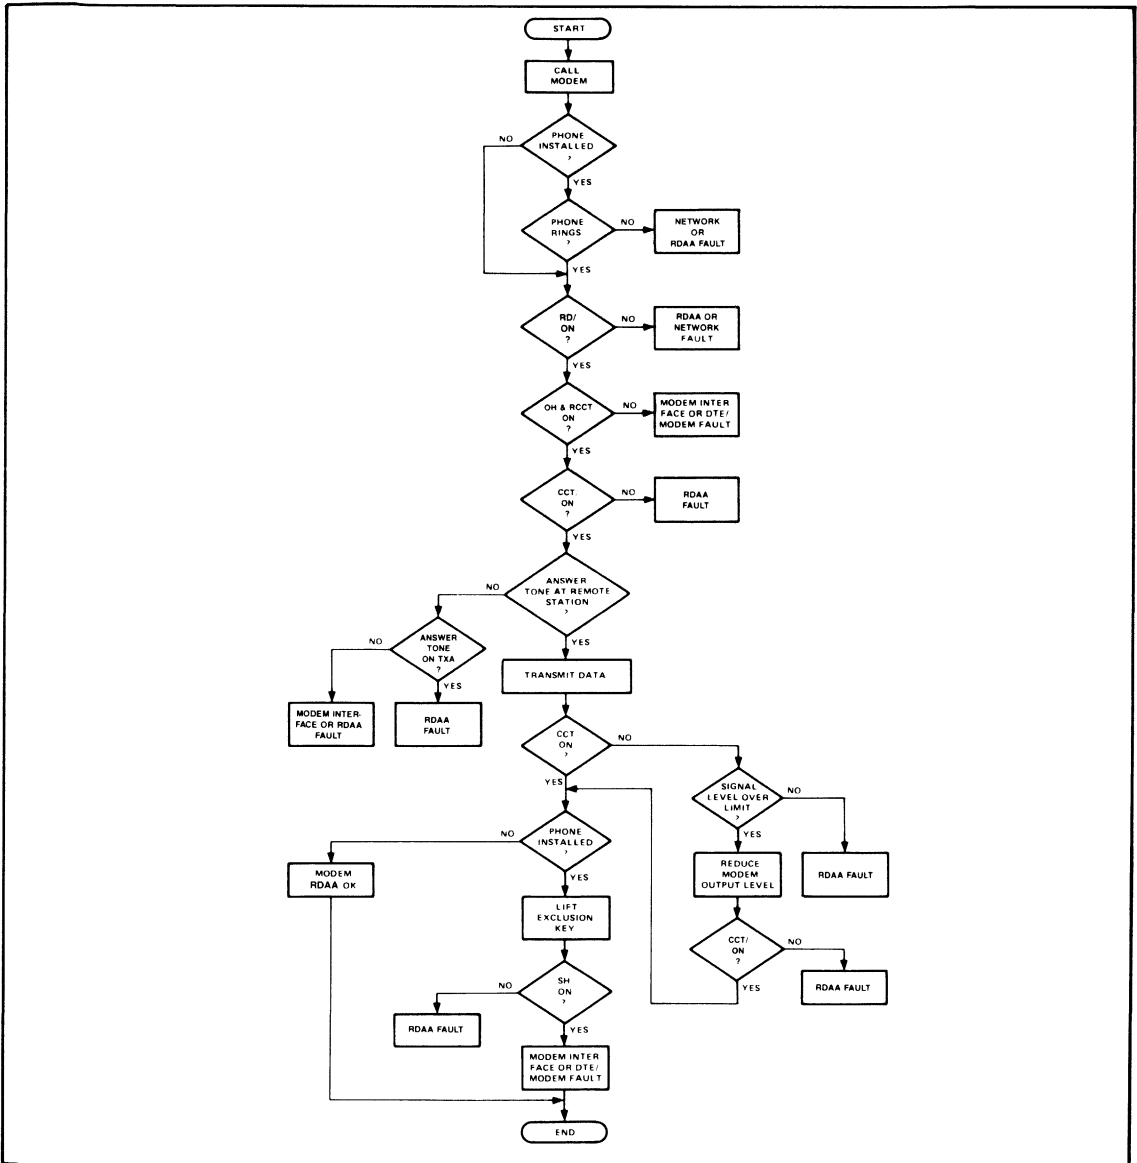 START
CALL
MODEM
NO
PHONE
INSTALLED
?
YES
PHONE
RINGS
?
NO
NETWORK
OR
RDAA FAULT
YES
RD/
ON
?
NO
RDAA OR
NETWORK
FAULT
YES
OH & RCCT
ON
?
NO
MODEM INTER
FACE OR DTE/
MODEM FAULT
YES
CCT/
ON
?
NO
RDAA
FAULT
YES
NO
ANSWER
TONE AT REMOTE
STATION
?
YES
NO
ANSWER
TONE
ON TXA
?
YES
MODEM INTER-
FACE OR RDAA
FAULT
RDAA
FAULT
TRANSMIT DATA
CCT
ON
?
NO
YES
SIGNAL
LEVEL OVER
LIMIT
?
NO
YES
NO
PHONE
INSTALLED
?
YES
MODEM
RDAA OK
REDUCE
MODEM
OUTPUT LEVEL
RDAA FAULT
LIFT
EXCLUSION
KEY
CCT/
ON
?
NO
YES
RDAA FAULT
NO
SH
ON
?
YES
RDAA FAULT
MODEM INTER
FACE OR DTE/
MODEM FAULT
END